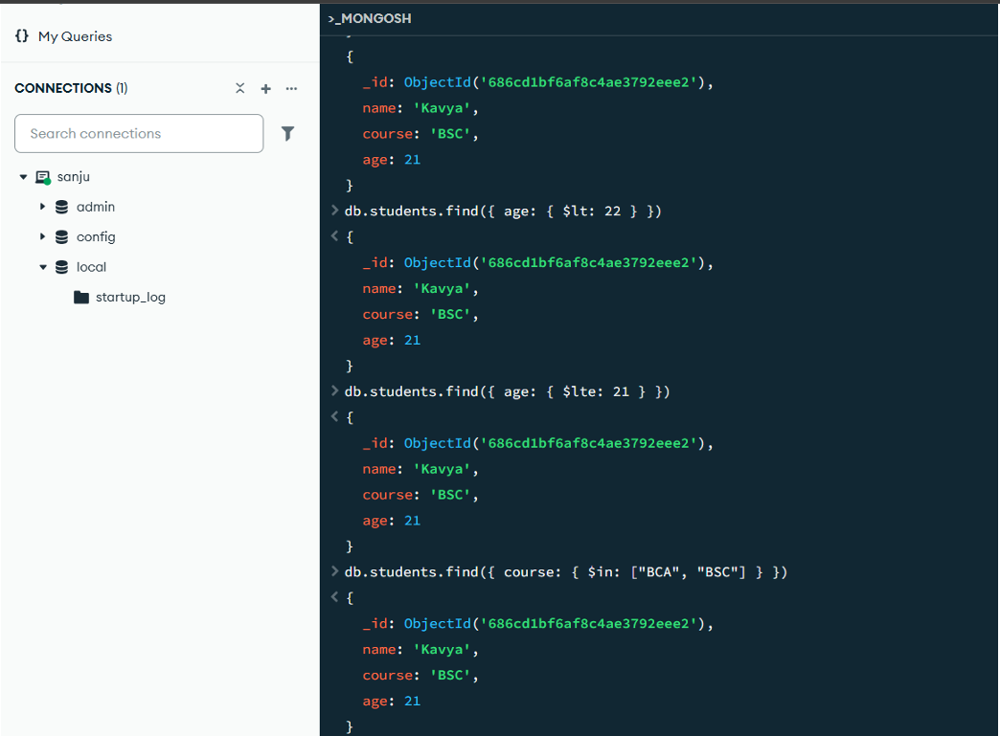 {} My Queries
CONNECTIONS (1)
Search connections
sanju
admin
config
local
startup_log
>_MONGOSH
{
_id: ObjectId('686cd1bf6af8c4ae3792eee2'),
name: 'Kavya',
course: 'BSC',
age: 21
}
> db.students.find({ age: { $lt: 22 } })
< {
_id: ObjectId('686cd1bf6af8c4ae3792eee2'),
name: 'Kavya',
course: 'BSC',
age: 21
}
> db.students.find({ age: { $lte: 21 } })
< {
_id: ObjectId('686cd1bf6af8c4ae3792eee2'),
name: 'Kavya',
course: 'BSC',
age: 21
}
> db.students.find({ course: { $in: ["BCA", "BSC"] } })
< {
_id: ObjectId('686cd1bf6af8c4ae3792eee2'),
name: 'Kavya',
course: 'BSC',
age: 21
}